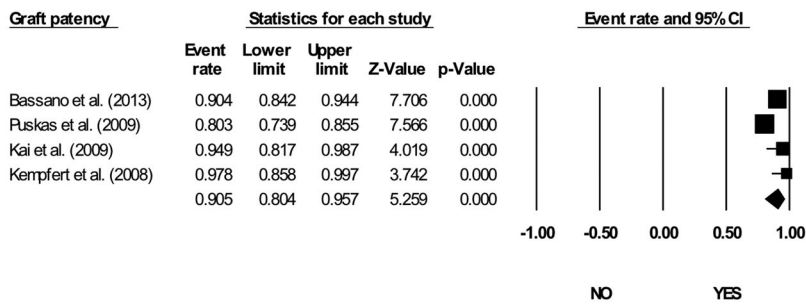 Graft patency Statistics for each study Event rate and 95% CI
Event rate Lower limit Upper limit Z-Value p-Value
Bassano et al. (2013) 0.904 0.842 0.944 7.706 0.000
Puskas et al. (2009) 0.803 0.739 0.855 7.566 0.000
Kai et al. (2009) 0.949 0.817 0.987 4.019 0.000
Kempfert et al. (2008) 0.978 0.858 0.997 3.742 0.000
0.905 0.804 0.957 5.259 0.000
-1.00 -0.50 0.00 0.50 1.00
NO YES